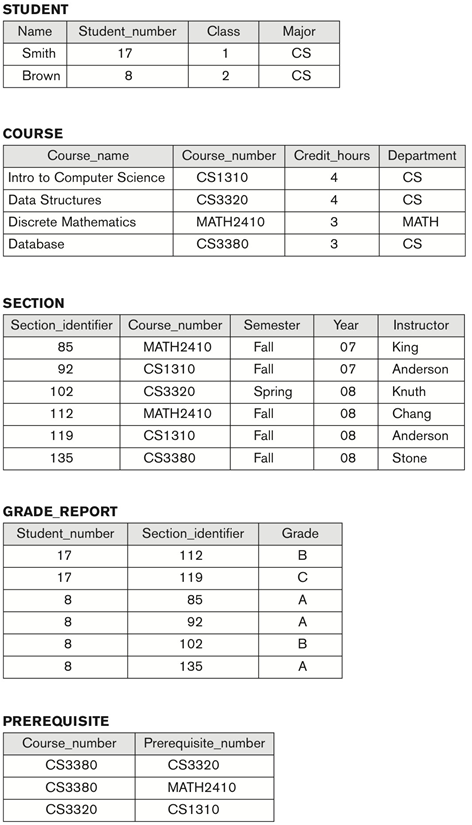 STUDENT
Name Student_number Class Major
Smith 17 1 CS
Brown 8 2 CS
COURSE
Course_name Course_number Credit_hours Department
Intro to Computer Science CS1310 4 CS
Data Structures CS3320 4 CS
Discrete Mathematics MATH2410 3 MATH
Database CS3380 3 CS
SECTION
Section_identifier Course_number Semester Year Instructor
85 MATH2410 Fall 07 King
92 CS1310 Fall 07 Anderson
102 CS3320 Spring 08 Knuth
112 MATH2410 Fall 08 Chang
119 CS1310 Fall 08 Anderson
135 CS3380 Fall 08 Stone
GRADE_REPORT
Student_number Section_identifier Grade
17 112 B
17 119 C
8 85 A
8 92 A
8 102 B
8 135 A
PREREQUISITE
Course_number Prerequisite_number
CS3380 CS3320
CS3380 MATH2410
CS3320 CS1310